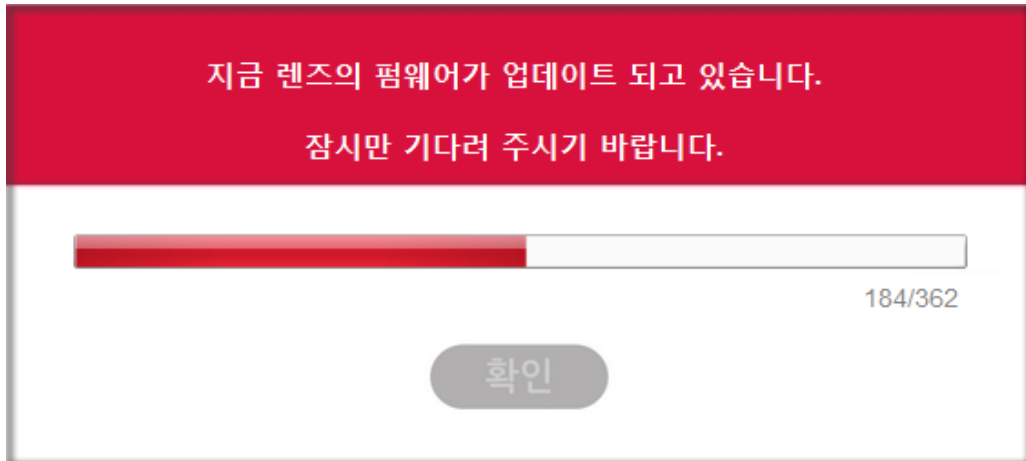 지금 렌즈의 펌웨어가 업데이트 되고 있습니다.
잠시만 기다려 주시기 바랍니다.
184/362
확인